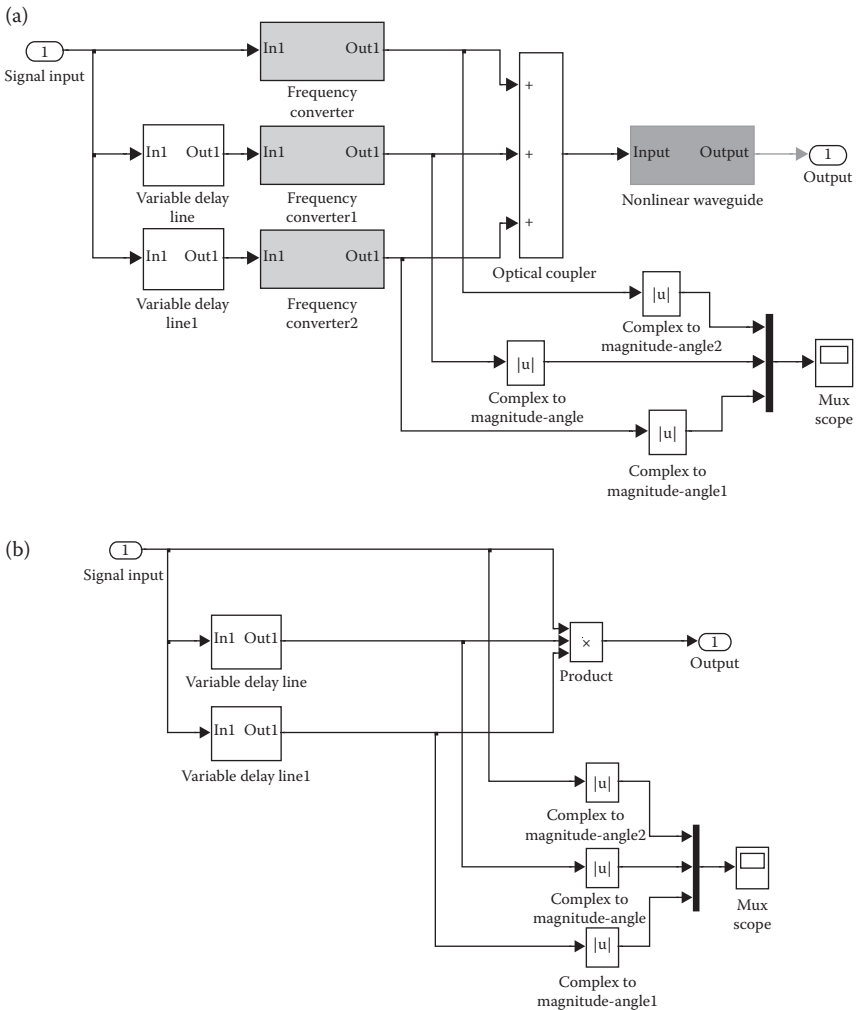 (a)
1
Signal input
In1 Out1
Frequency
converter
In1 Out1
Variable delay
line
In1 Out1
Frequency
converter1
In1 Out1
Variable delay
line1
In1 Out1
Frequency
converter2
+
+
+
Optical coupler
Input Output
Nonlinear waveguide
1
Output
|u|
Complex to
magnitude-angle2
|u|
Complex to
magnitude-angle
|u|
Complex to
magnitude-angle1
Mux
scope
(b)
1
Signal input
In1 Out1
Variable delay line
In1 Out1
Variable delay line1
×
Product
1
Output
|u|
Complex to
magnitude-angle2
|u|
Complex to
magnitude-angle
|u|
Complex to
magnitude-angle1
Mux
scope